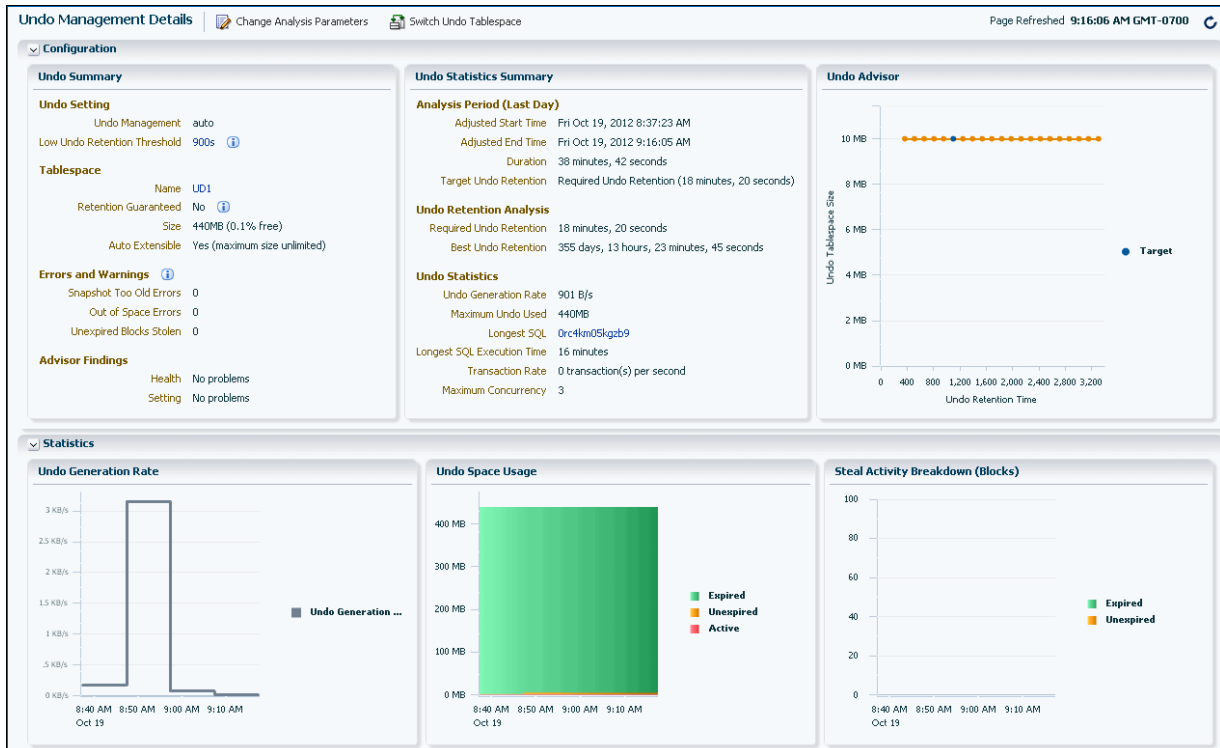 Undo Management Details
Change Analysis Parameters
Switch Undo Tablespace
Page Refreshed 9:16:06 AM GMT-0700
Configuration
Undo Summary
Undo Setting
Undo Management auto
Low Undo Retention Threshold 900s
Tablespace
Name UD1
Retention Guaranteed No
Size 440MB (0.1% free)
Auto Extensible Yes (maximum size unlimited)
Errors and Warnings
Snapshot Too Old Errors 0
Out of Space Errors 0
Unexpired Blocks Stolen 0
Advisor Findings
Health No problems
Setting No problems
Undo Statistics Summary
Analysis Period (Last Day)
Adjusted Start Time Fri Oct 19, 2012 8:37:23 AM
Adjusted End Time Fri Oct 19, 2012 9:16:05 AM
Duration 38 minutes, 42 seconds
Target Undo Retention Required Undo Retention (18 minutes, 20 seconds)
Undo Retention Analysis
Required Undo Retention 18 minutes, 20 seconds
Best Undo Retention 355 days, 13 hours, 23 minutes, 45 seconds
Undo Statistics
Undo Generation Rate 901 B/s
Maximum Undo Used 440MB
Longest SQL 0rc4km05kgzb9
Longest SQL Execution Time 16 minutes
Transaction Rate 0 transaction(s) per second
Maximum Concurrency 3
Undo Advisor
Undo Tablespace Size
10 MB
8 MB
6 MB
4 MB
2 MB
0 MB
0 400 800 1,200 1,600 2,000 2,400 2,800 3,200
Undo Retention Time
Target
Statistics
Undo Generation Rate
3 KB/s
2.5 KB/s
2 KB/s
1.5 KB/s
1 KB/s
.5 KB/s
0 KB/s
8:40 AM 8:50 AM 9:00 AM 9:10 AM
Oct 19
Undo Generation ...
Undo Space Usage
400 MB
300 MB
200 MB
100 MB
0 MB
8:40 AM 8:50 AM 9:00 AM 9:10 AM
Oct 19
Expired
Unexpired
Active
Steal Activity Breakdown (Blocks)
100
80
60
40
20
0
8:40 AM 8:50 AM 9:00 AM 9:10 AM
Oct 19
Expired
Unexpired